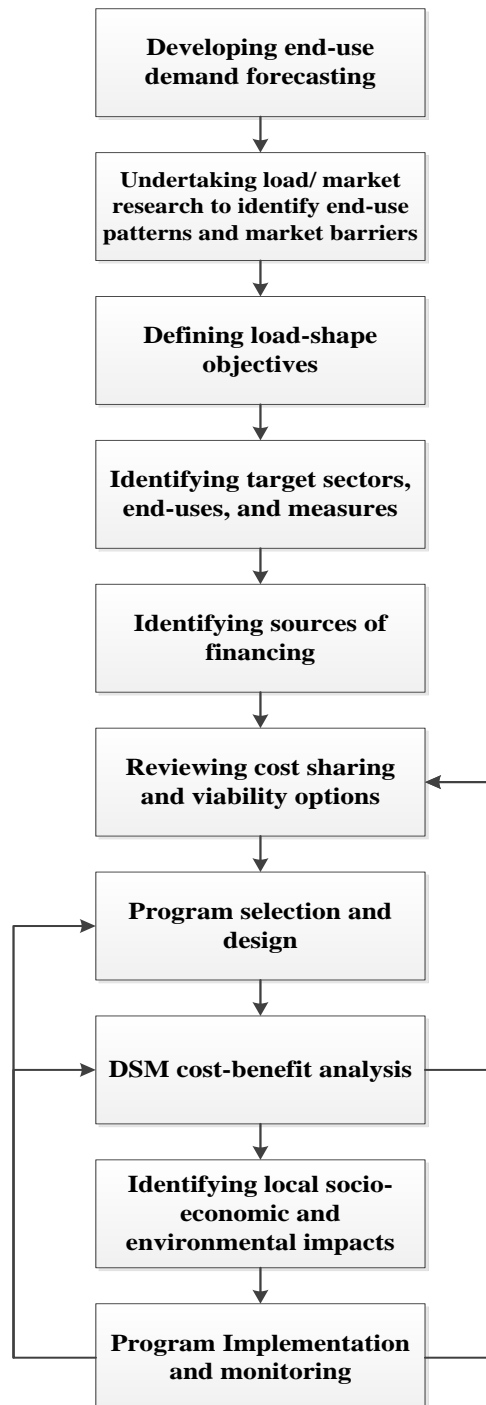 Developing end-use
demand forecasting
Undertaking load/ market
research to identify end-use
patterns and market barriers
Defining load-shape
objectives
Identifying target sectors,
end-uses, and measures
Identifying sources of
financing
Reviewing cost sharing
and viability options
Program selection and
design
DSM cost-benefit analysis
Identifying local socio-
economic and
environmental impacts
Program Implementation
and monitoring